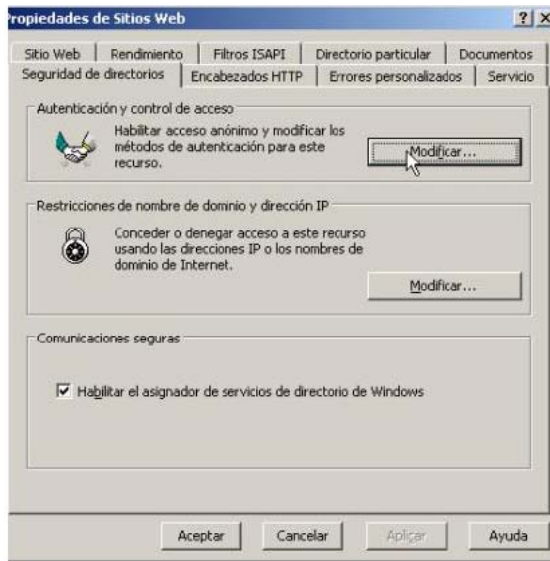 Propiedades de Sitios Web
Sitio Web Rendimiento Filtros ISAPI Directorio particular Documentos
Seguridad de directorios Encabezados HTTP Errores personalizados Servicio
Autenticación y control de acceso
Habilitar acceso anónimo y modificar los
métodos de autenticación para este
recurso.
Modificar...
Restricciones de nombre de dominio y dirección IP
Conceder o denegar acceso a este recurso
usando las direcciones IP o los nombres de
dominio de Internet.
Modificar...
Comunicaciones seguras
Habilitar el asignador de servicios de directorio de Windows
Aceptar Cancelar Aplicar Ayuda